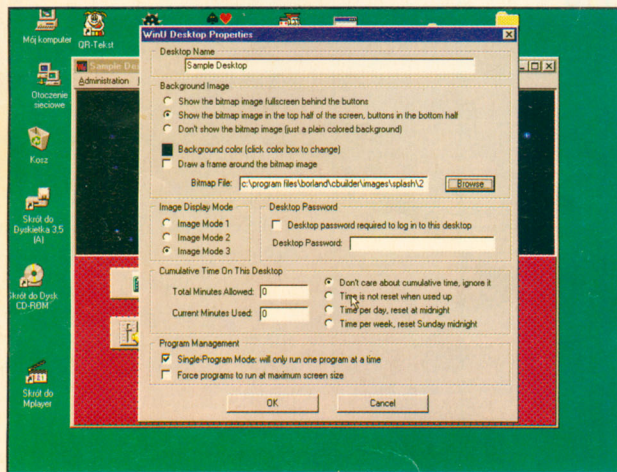 Mój komputer
QR-Tekst
Otoczenie
sieciowe
Kosz
Skrót do
Dyskietka 3.5
(A)
Skrót do Dysk
CD-ROM
Skrót do
Mplayer
Sample De
Administration
WinU Desktop Properties
Desktop Name
Sample Desktop
Background Image
Show the bitmap image fullscreen behind the buttons
Show the bitmap image in the top half of the screen, buttons in the bottom half
Don't show the bitmap image (just a plain colored background)
Background color (click color box to change)
Draw a frame around the bitmap image
Bitmap File: c:\program files\borland\cbuilder\images\splash\2 Browse
Image Display Mode
Image Mode 1
Image Mode 2
Image Mode 3
Desktop Password
Desktop password required to log in to this desktop
Desktop Password:
Cumulative Time On This Desktop
Total Minutes Allowed: 0
Current Minutes Used: 0
Don't care about cumulative time, ignore it
Time is not reset when used up
Time per day, reset at midnight
Time per week, reset Sunday midnight
Program Management
Single-Program Mode: will only run one program at a time
Force programs to run at maximum screen size
OK Cancel